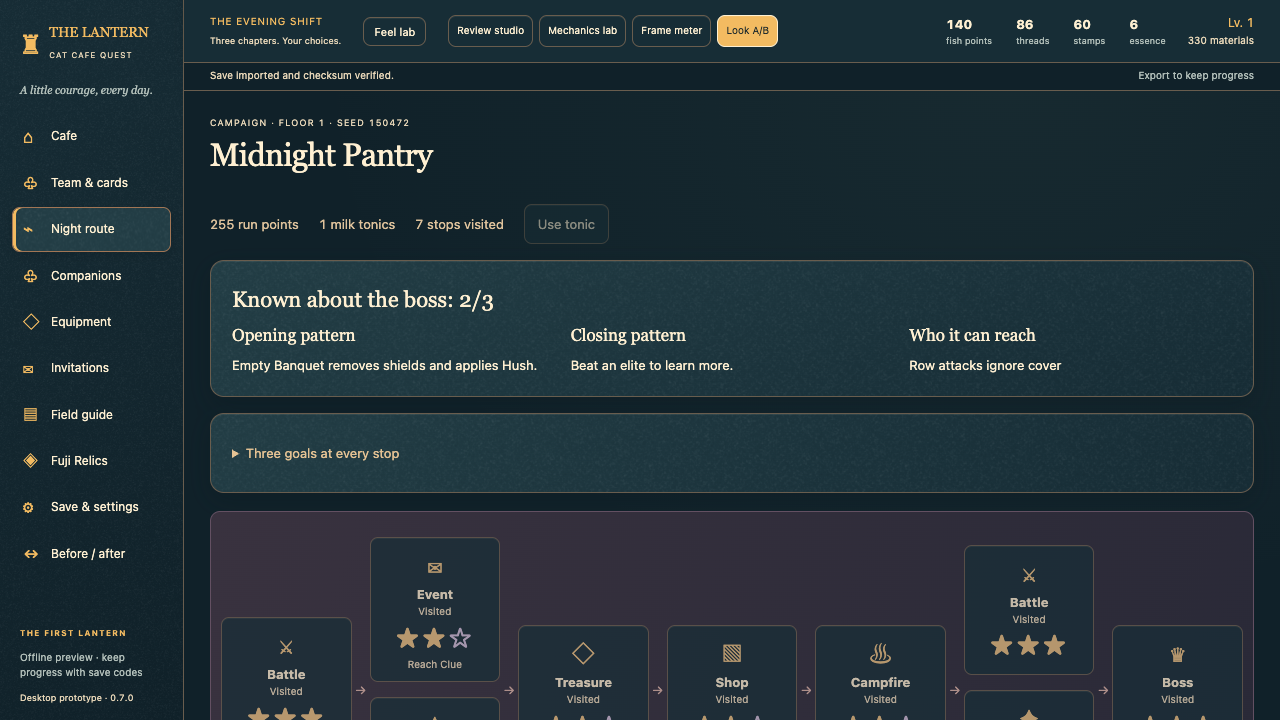 THE LANTERN
CAT CAFE QUEST
A little courage, every day.
Cafe
Team & cards
Night route
Companions
Equipment
Invitations
Field guide
Fuji Relics
Save & settings
Before / after
THE FIRST LANTERN
Offline preview · keep
progress with save codes
Desktop prototype · 0.7.0
THE EVENING SHIFT
Three chapters. Your choices.
Feel lab
Review studio
Mechanics lab
Frame meter
Look A/B
140
fish points
86
threads
60
stamps
6
essence
Lv. 1
330 materials
Save imported and checksum verified.
Export to keep progress
CAMPAIGN · FLOOR 1 · SEED 150472
Midnight Pantry
255 run points
1 milk tonics
7 stops visited
Use tonic
Known about the boss: 2/3
Opening pattern
Empty Banquet removes shields and applies Hush.
Closing pattern
Beat an elite to learn more.
Who it can reach
Row attacks ignore cover
Three goals at every stop
Battle
Visited
Event
Visited
Reach Clue
Treasure
Visited
Shop
Visited
Campfire
Visited
Battle
Visited
Boss
Visited